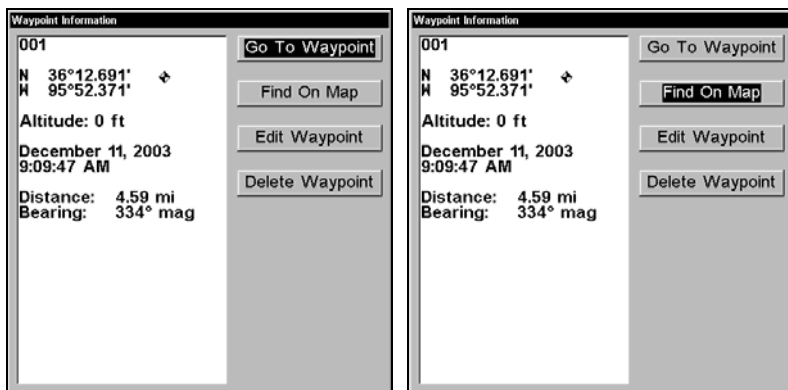 Waypoint Information
001
N 36°12.691'
W 95°52.371'
Altitude: 0 ft
December 11, 2003
9:09:47 AM
Distance: 4.59 mi
Bearing: 334° mag
Go To Waypoint
Find On Map
Edit Waypoint
Delete Waypoint
Waypoint Information
001
N 36°12.691'
W 95°52.371'
Altitude: 0 ft
December 11, 2003
9:09:47 AM
Distance: 4.59 mi
Bearing: 334° mag
Go To Waypoint
Find On Map
Edit Waypoint
Delete Waypoint